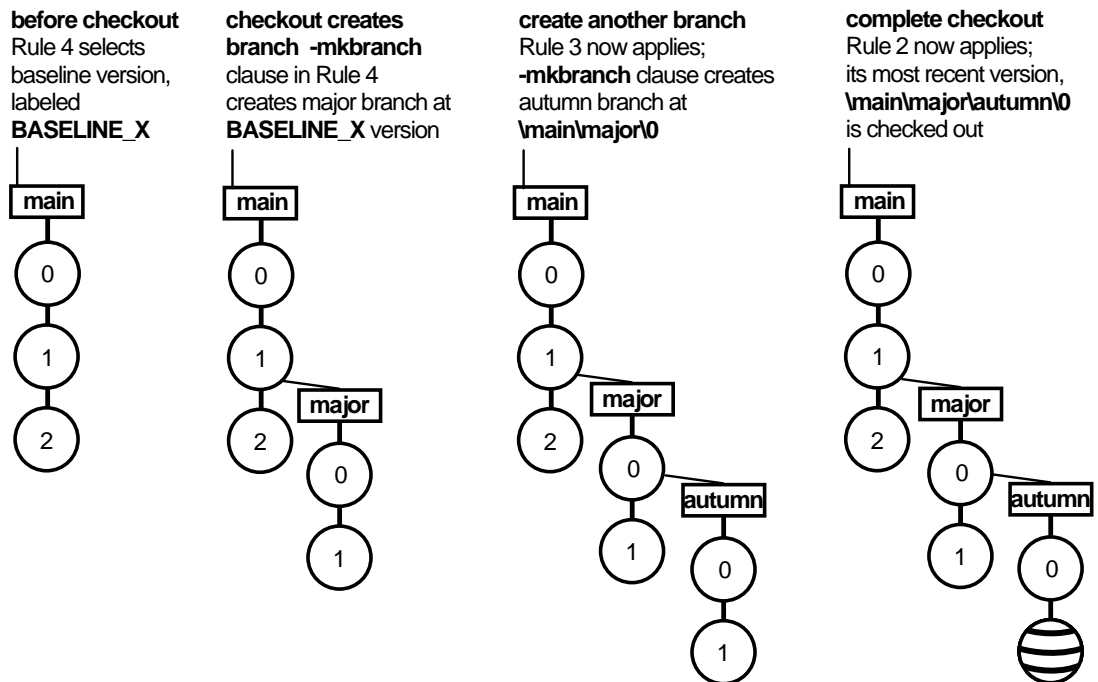 before checkout
Rule 4 selects
baseline version,
labeled
BASELINE_X
main
0
1
2
checkout creates
branch -mkbranch
clause in Rule 4
creates major branch at
BASELINE_X version
main
0
1
2
major
0
1
create another branch
Rule 3 now applies;
-mkbranch clause creates
autumn branch at
\main\major\0
main
0
1
2
major
0
1
autumn
0
1
complete checkout
Rule 2 now applies;
its most recent version,
\main\major\autumn\0
is checked out
main
0
1
2
major
0
1
autumn
0